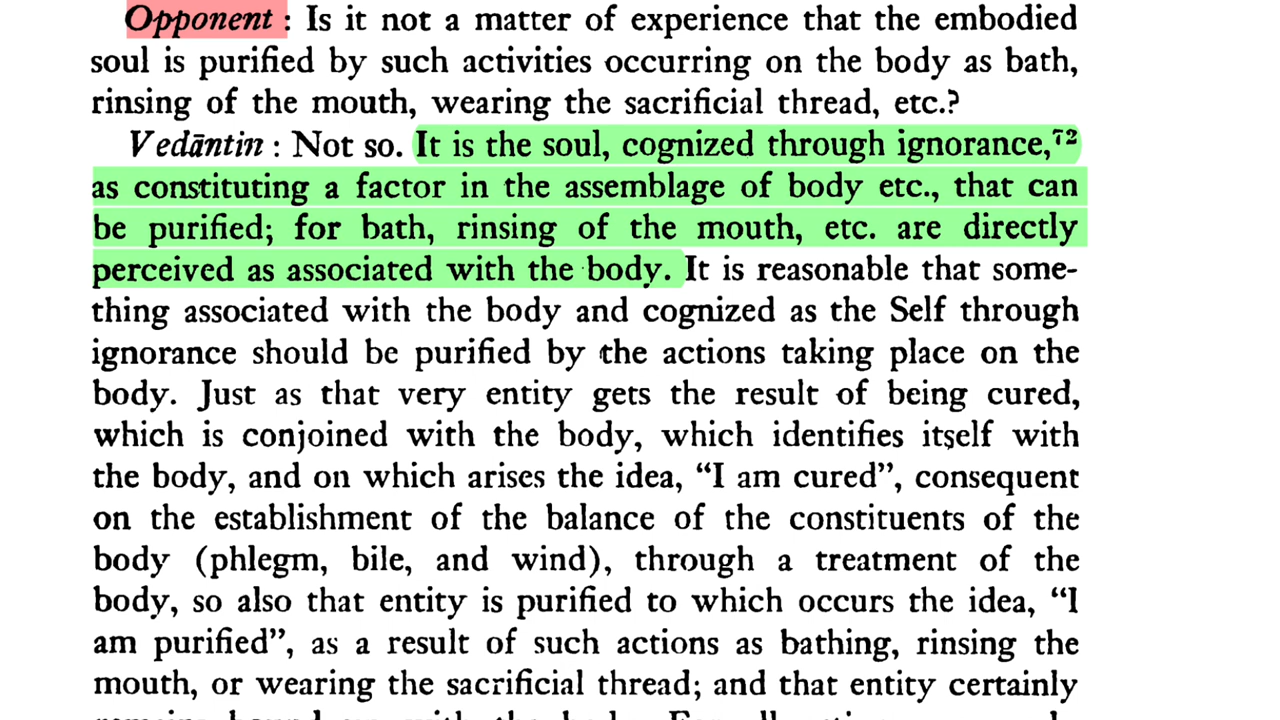 Opponent : Is it not a matter of experience that the embodied
soul is purified by such activities occurring on the body as bath,
rinsing of the mouth, wearing the sacrificial thread, etc.?
Vedāntin : Not so. It is the soul, cognized through ignorance,72
as constituting a factor in the assemblage of body etc., that can
be purified; for bath, rinsing of the mouth, etc. are directly
perceived as associated with the body. It is reasonable that some-
thing associated with the body and cognized as the Self through
ignorance should be purified by the actions taking place on the
body. Just as that very entity gets the result of being cured,
which is conjoined with the body, which identifies itself with
the body, and on which arises the idea, “I am cured”, consequent
on the establishment of the balance of the constituents of the
body (phlegm, bile, and wind), through a treatment of the
body, so also that entity is purified to which occurs the idea, “I
am purified”, as a result of such actions as bathing, rinsing the
mouth, or wearing the sacrificial thread; and that entity certainly